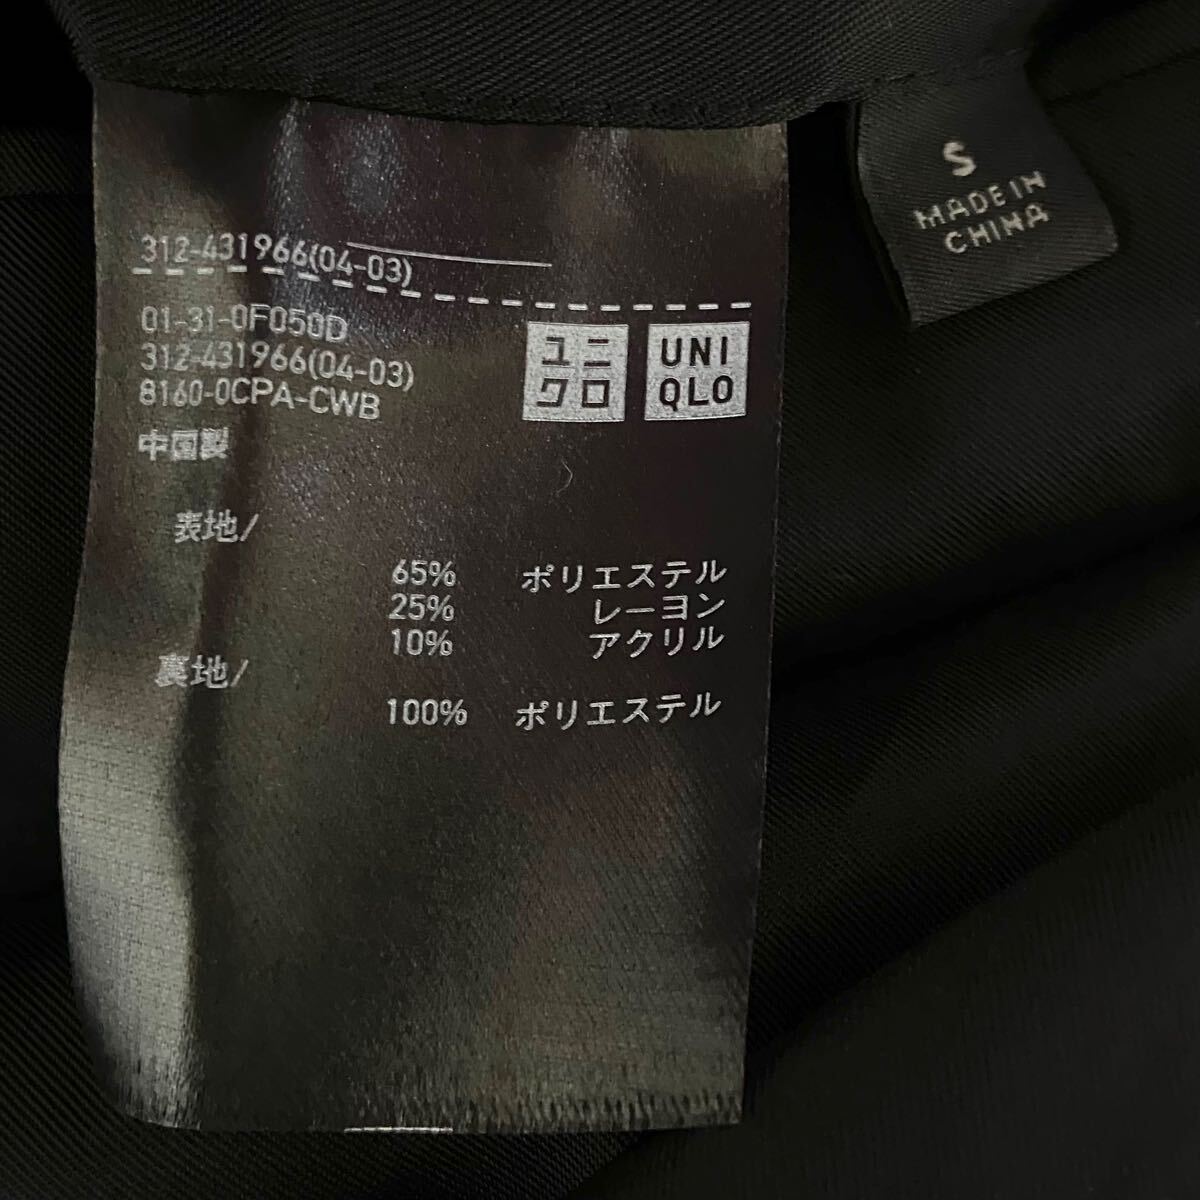 312-431966(04-03)
01-31-0F050D
312-431966(04-03)
8160-0CPA-CWB
中国製
ユニ
クロ
UNI
QLO
表地/
65% ポリエステル
25% レーヨン
10% アクリル
裏地/
100% ポリエステル
S
MADE IN
CHINA